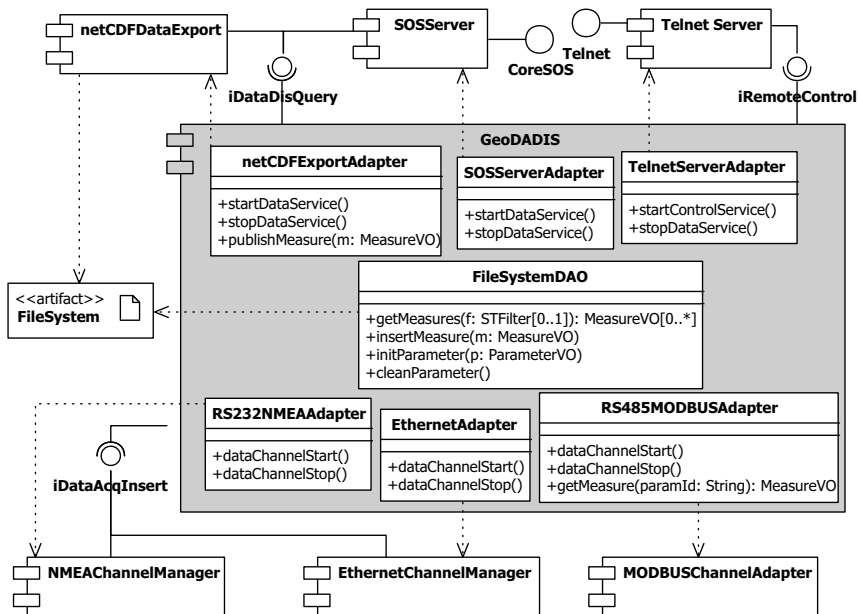 netCDFDataExport
SOSServer
Telnet Server
Telnet
CoreSOS
iDataDisQuery
iRemoteControl
GeoDADIS
netCDFExportAdapter
+startDataService()
+stopDataService()
+publishMeasure(m: MeasureVO)
SOSServerAdapter
+startDataService()
+stopDataService()
TelnetServerAdapter
+startControlService()
+stopDataService()
<<artifact>>
FileSystem
FileSystemDAO
+getMeasures(f: STFilter[0..1]): MeasureVO[0..*]
+insertMeasure(m: MeasureVO)
+initParameter(p: ParameterVO)
+cleanParameter()
RS232NMEAAdapter
+dataChannelStart()
+dataChannelStop()
EthernetAdapter
+dataChannelStart()
+dataChannelStop()
RS485MODBUSAdapter
+dataChannelStart()
+dataChannelStop()
+getMeasure(paramId: String): MeasureVO
iDataAcqInsert
NMEAChannelManager
EthernetChannelManager
MODBUSChannelAdapter